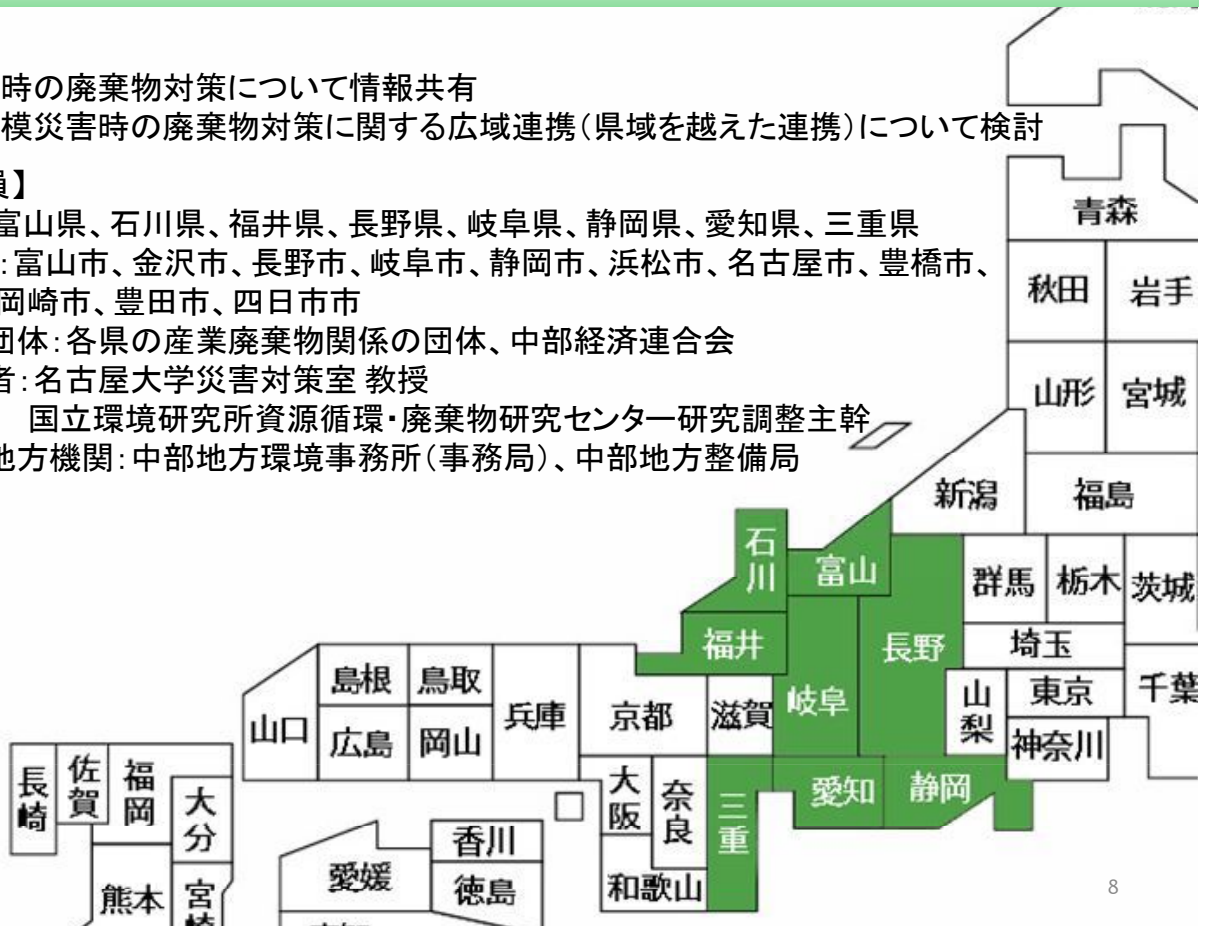 時の廃棄物対策について情報共有
模災害時の廃棄物対策に関する広域連携（県域を越えた連携）について検討
員】
富山県、石川県、福井県、長野県、岐阜県、静岡県、愛知県、三重県
：富山市、金沢市、長野市、岐阜市、静岡市、浜松市、名古屋市、豊橋市、
岡崎市、豊田市、四日市市
団体：各県の産業廃棄物関係の団体、中部経済連合会
者：名古屋大学災害対策室 教授
国立環境研究所資源循環・廃棄物研究センター研究調整主幹
地方機関：中部地方環境事務所（事務局）、中部地方整備局
青森
秋田 岩手
山形 宮城
新潟 福島
石川 富山 群馬 栃木 茨城
福井 長野 埼玉
島根 鳥取 兵庫 京都 滋賀 岐阜 山梨 東京 千葉
山口 広島 岡山 神奈川
長崎 佐賀 福岡 大分 大阪 奈良 三重 愛知 静岡
香川
愛媛 徳島 和歌山
熊本 宮崎
8